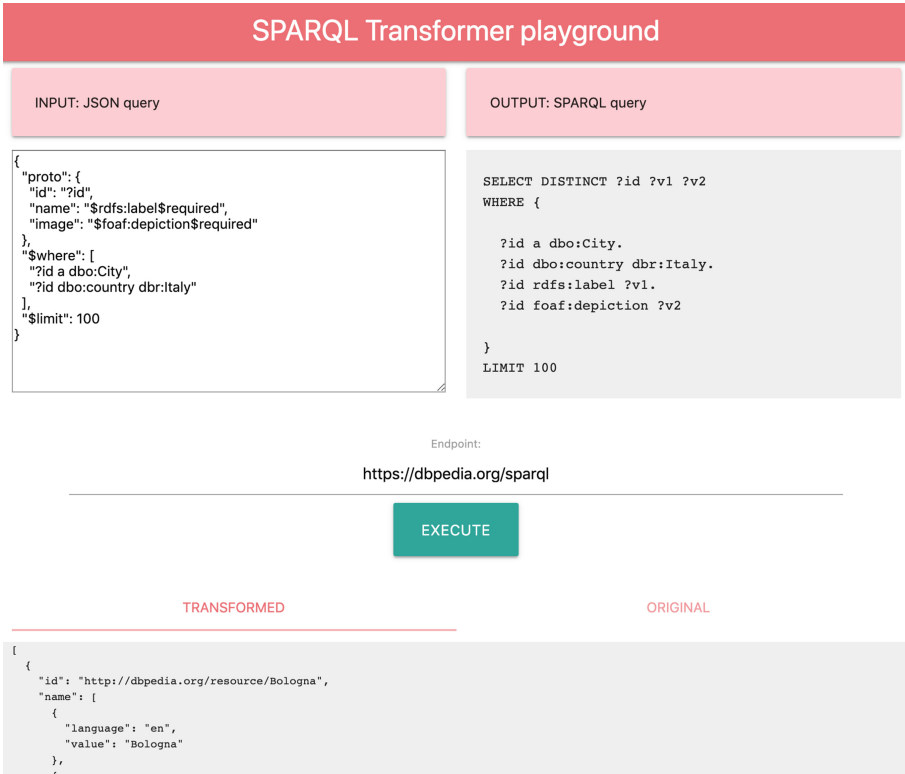 SPARQL Transformer playground
INPUT: JSON query
{
  "proto": {
    "id": "?id",
    "name": "$rdfs:label$required",
    "image": "$foaf:depiction$required"
  },
  "$where": [
    "?id a dbo:City",
    "?id dbo:country dbr:Italy"
  ],
  "$limit": 100
}
OUTPUT: SPARQL query
SELECT DISTINCT ?id ?v1 ?v2
WHERE {
  ?id a dbo:City.
  ?id dbo:country dbr:Italy.
  ?id rdfs:label ?v1.
  ?id foaf:depiction ?v2
}
LIMIT 100
Endpoint:
https://dbpedia.org/sparql
EXECUTE
TRANSFORMED
ORIGINAL
[
  {
    "id": "http://dbpedia.org/resource/Bologna",
    "name": [
      {
        "language": "en",
        "value": "Bologna"
      },